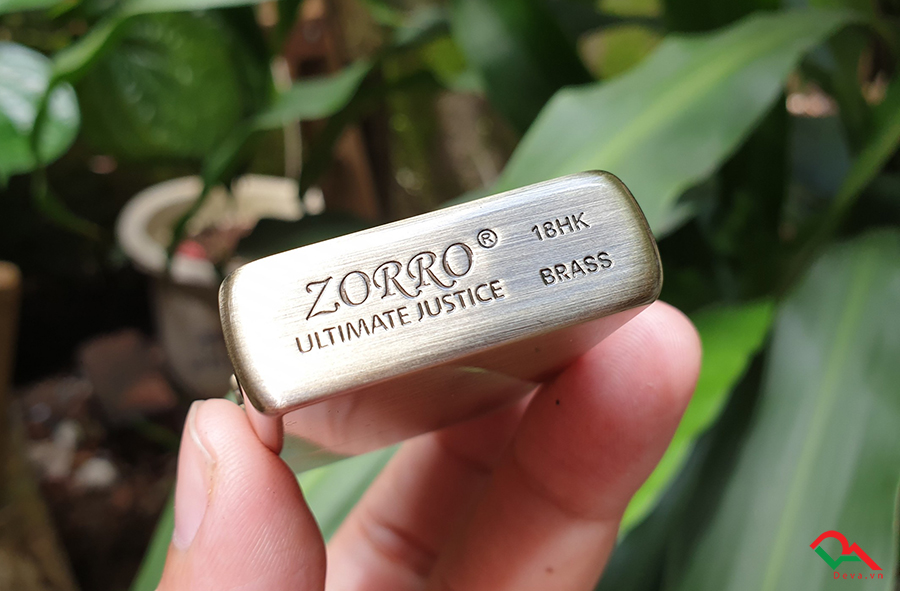 ZORRO®
ULTIMATE JUSTICE
18HK
BRASS
Deva.vn